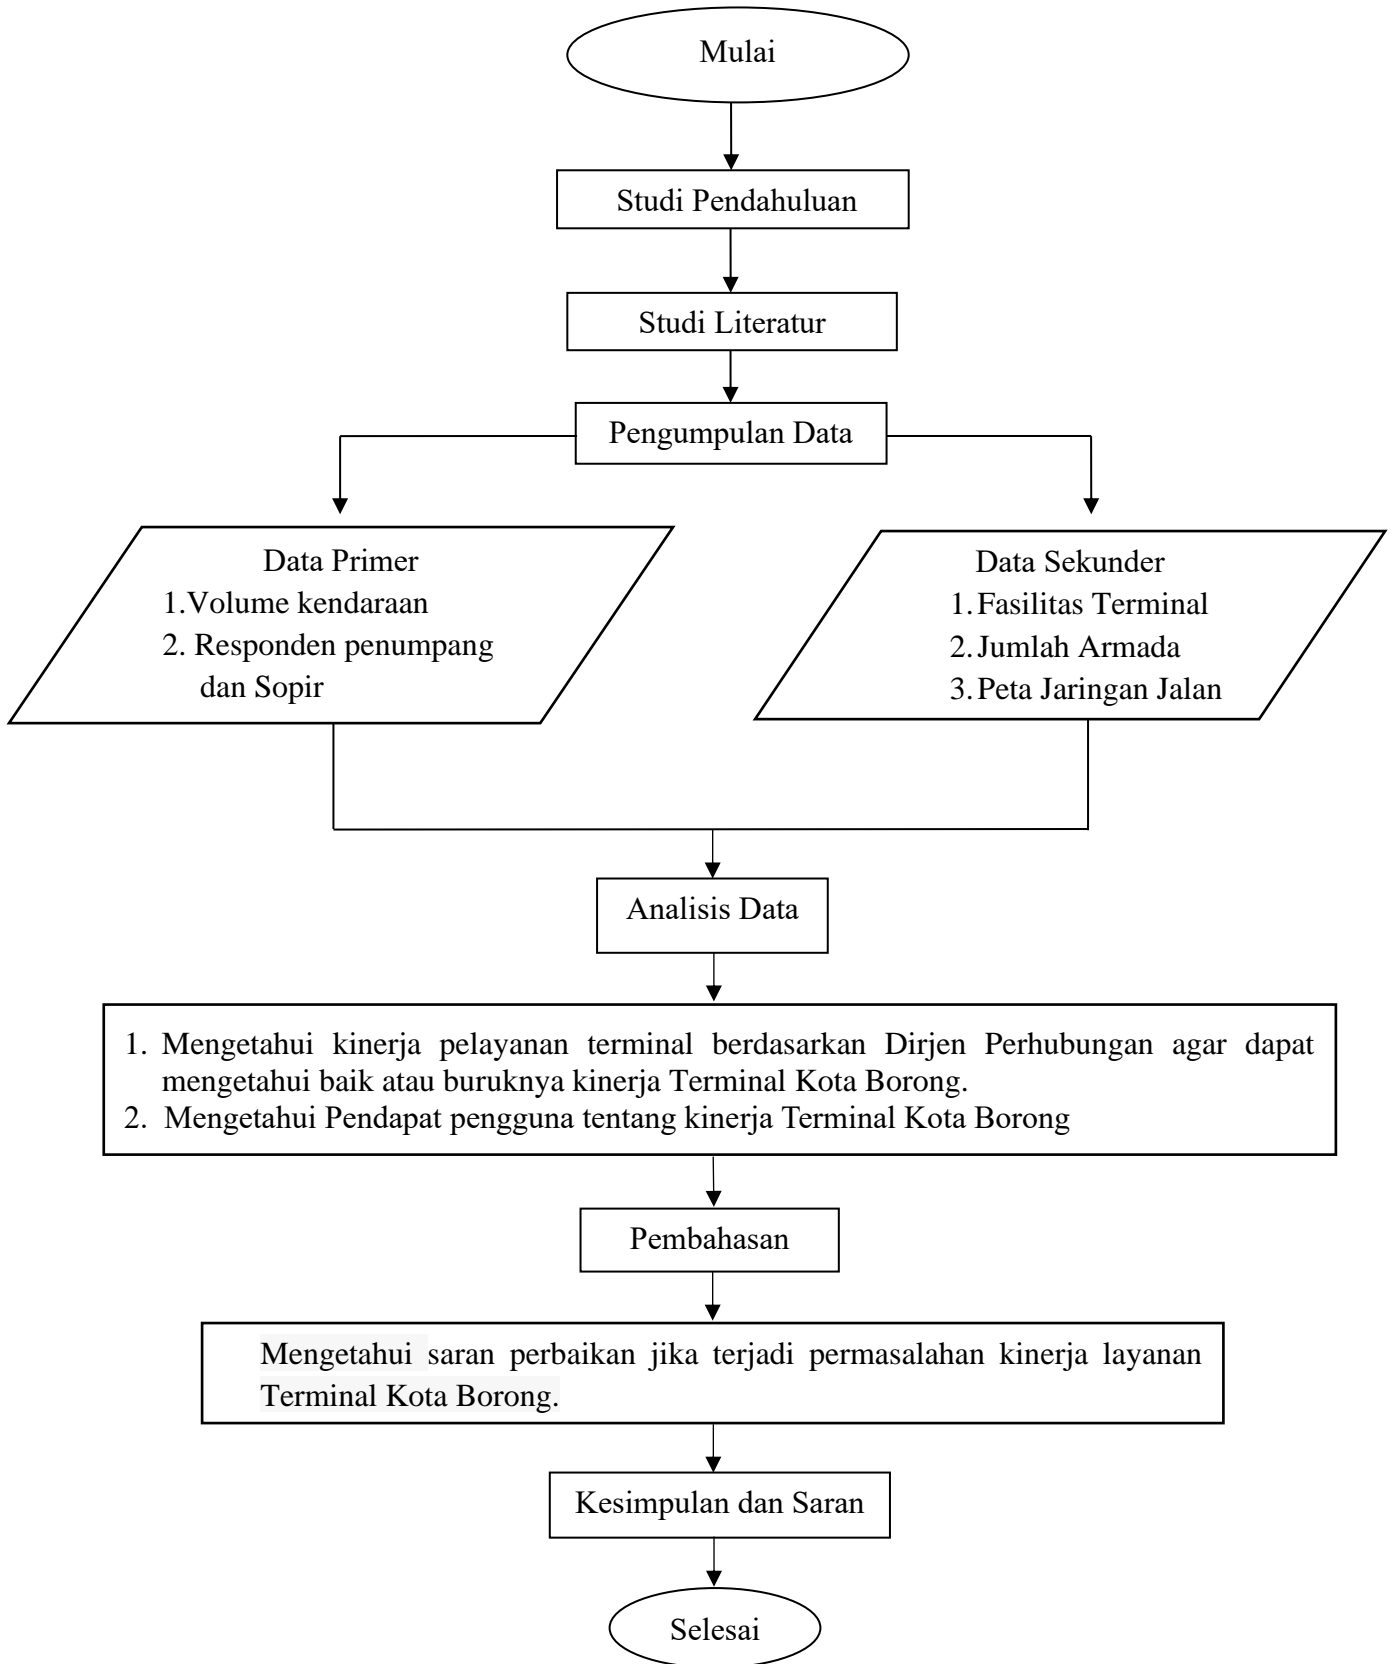 Mulai
Studi Pendahuluan
Studi Literatur
Pengumpulan Data
Data Primer
1.Volume kendaraan
2. Responden penumpang
dan Sopir
Data Sekunder
1. Fasilitas Terminal
2. Jumlah Armada
3. Peta Jaringan Jalan
Analisis Data
1. Mengetahui kinerja pelayanan terminal berdasarkan Dirjen Perhubungan agar dapat
mengetahui baik atau buruknya kinerja Terminal Kota Borong.
2. Mengetahui Pendapat pengguna tentang kinerja Terminal Kota Borong
Pembahasan
Mengetahui saran perbaikan jika terjadi permasalahan kinerja layanan
Terminal Kota Borong.
Kesimpulan dan Saran
Selesai